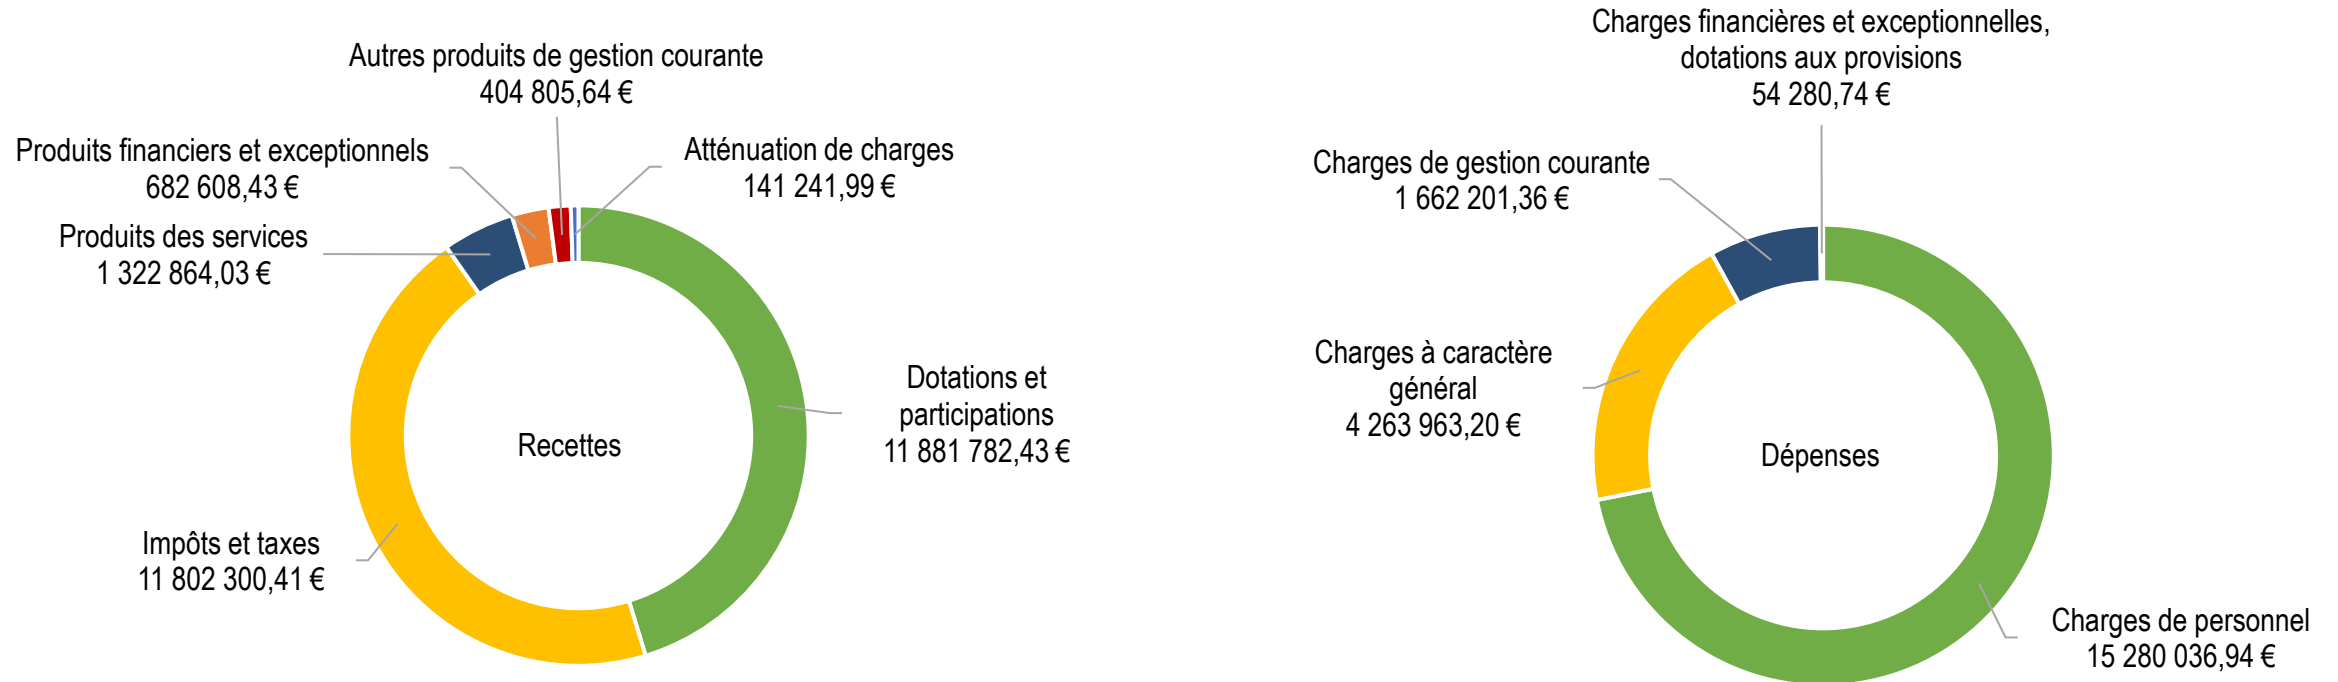 Autres produits de gestion courante
404 805,64 €
Produits financiers et exceptionnels
682 608,43 €
Atténuation de charges
141 241,99 €
Produits des services
1 322 864,03 €
Dotations et
participations
11 881 782,43 €
Recettes
Impôts et taxes
11 802 300,41 €
Charges financières et exceptionnelles,
dotations aux provisions
54 280,74 €
Charges de gestion courante
1 662 201,36 €
Charges à caractère
général
4 263 963,20 €
Dépenses
Charges de personnel
15 280 036,94 €